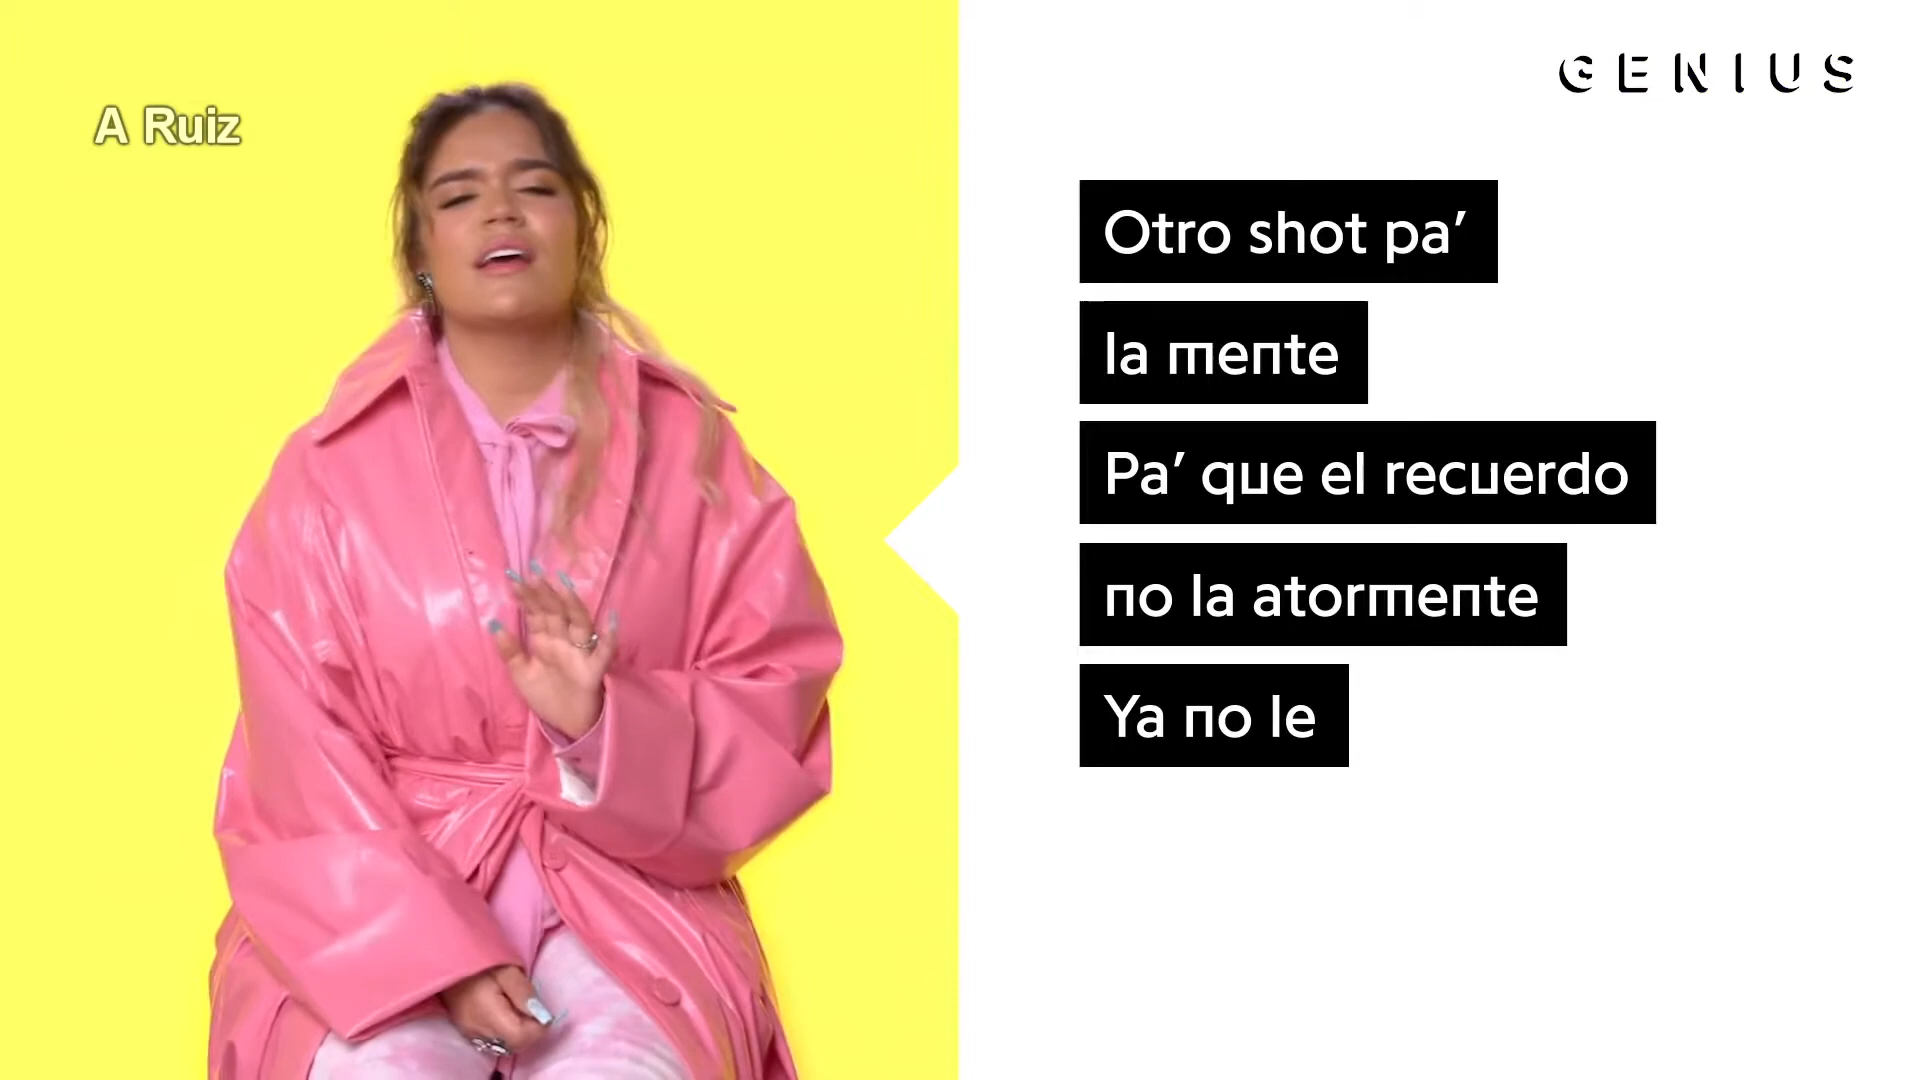 A Ruiz
GENIUS
Otro shot pa’
la mente
Pa’ que el recuerdo
no la atormente
Ya no le